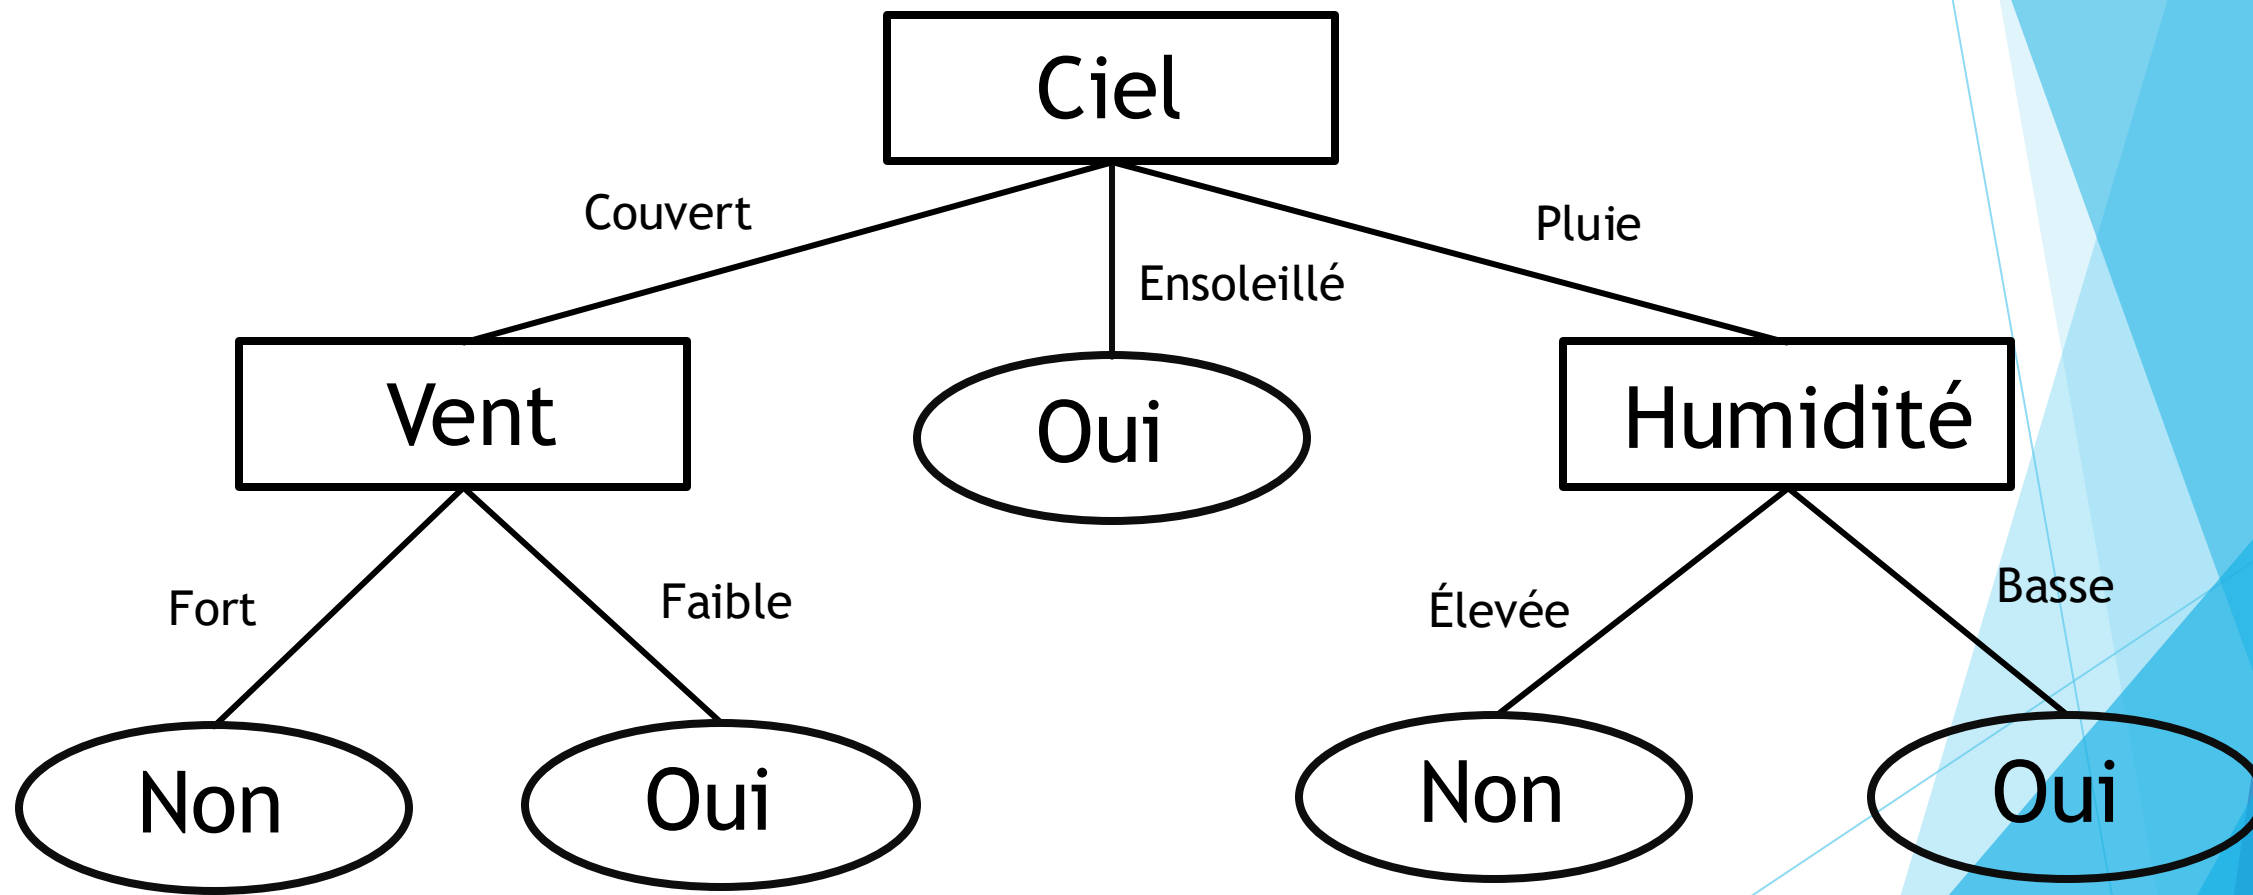 Ciel
Couvert
Pluie
Ensoleillé
Vent
Oui
Humidité
Fort
Faible
Élevée
Basse
Non
Oui
Non
Oui